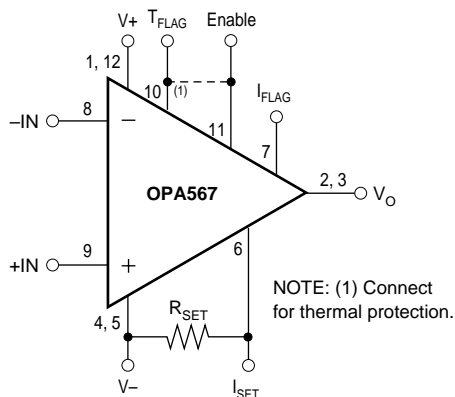 V+ T_FLAG Enable
1, 12
10 (1)
I_FLAG
–IN 8 –
11
7
OPA567
2, 3 V_O
+IN 9 +
6
NOTE: (1) Connect
for thermal protection.
4, 5
R_SET
V– I_SET